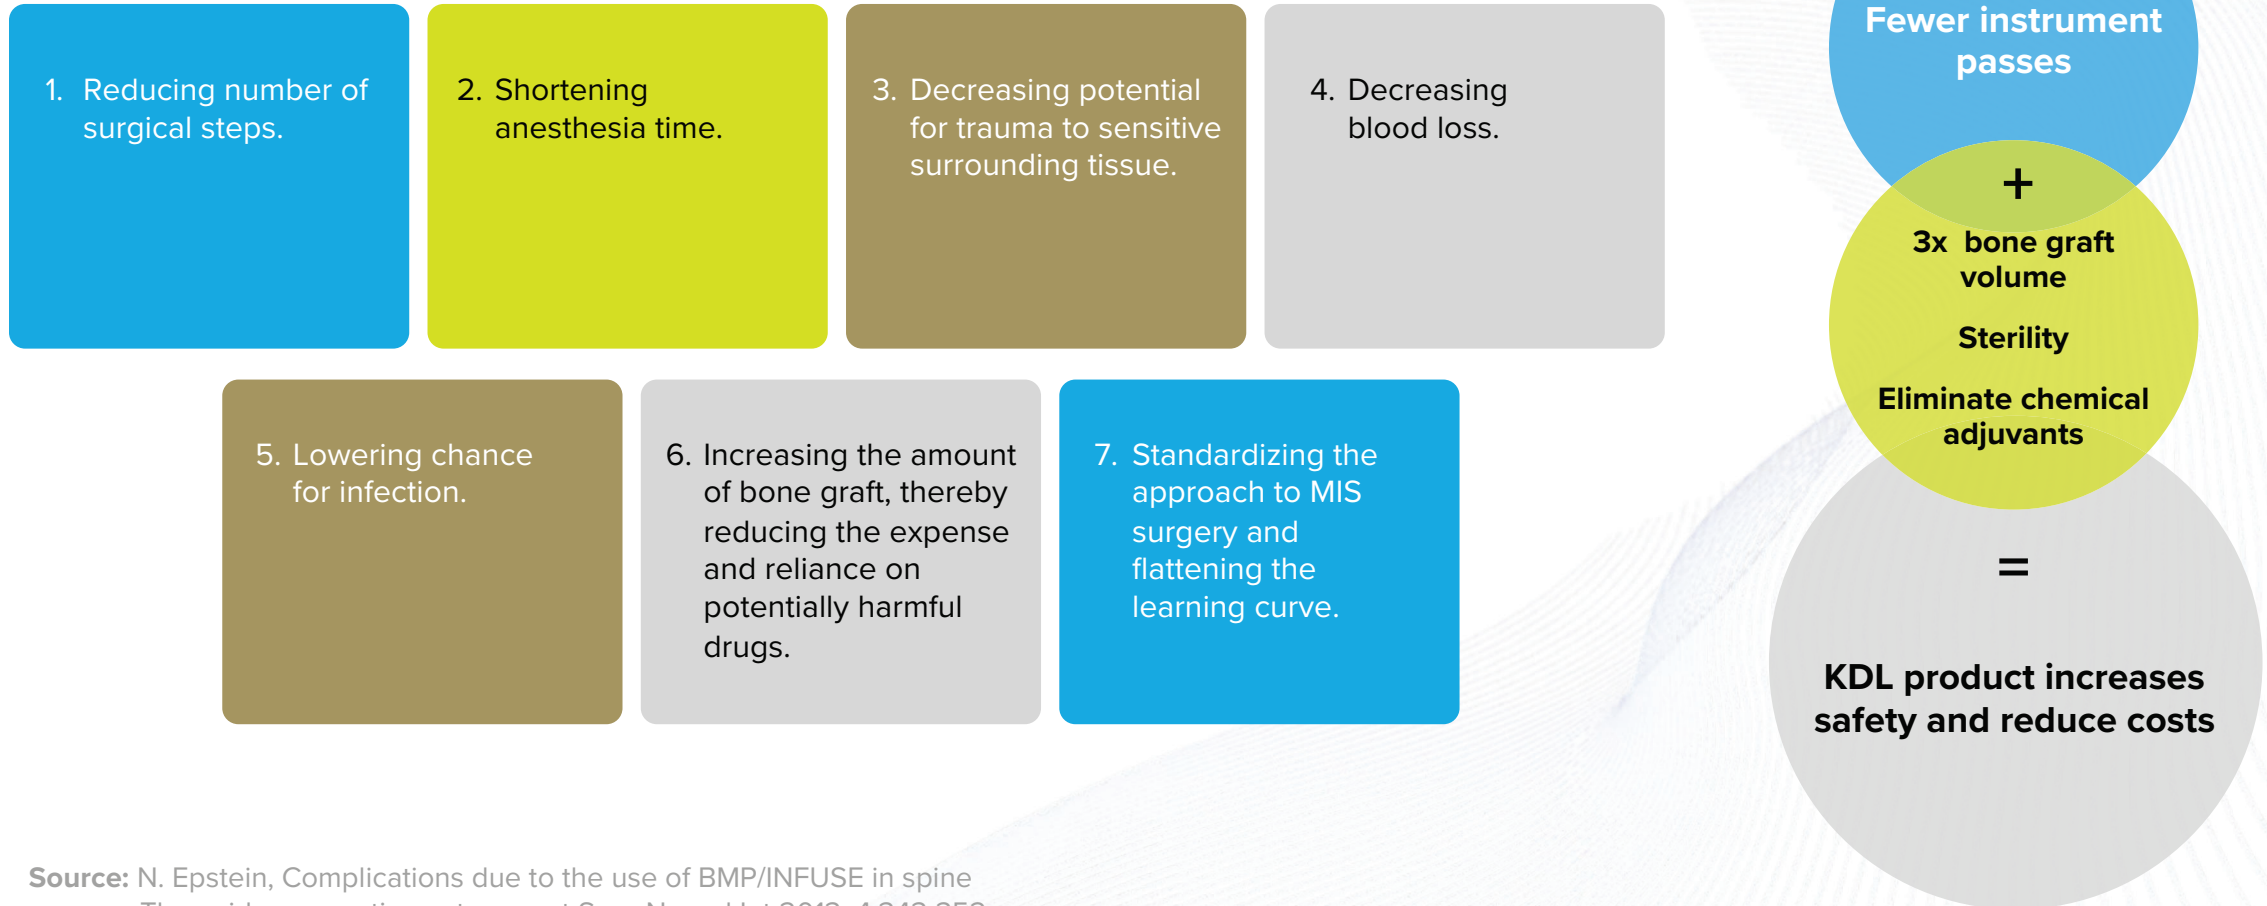 1. Reducing number of
surgical steps.
2. Shortening
anesthesia time.
3. Decreasing potential
for trauma to sensitive
surrounding tissue.
4. Decreasing
blood loss.
5. Lowering chance
for infection.
6. Increasing the amount
of bone graft, thereby
reducing the expense
and reliance on
potentially harmful
drugs.
7. Standardizing the
approach to MIS
surgery and
flattening the
learning curve.
Fewer instrument
passes
+
3x bone graft
volume
Sterility
Eliminate chemical
adjuvants
=
KDL product increases
safety and reduce costs
Source: N. Epstein, Complications due to the use of BMP/INFUSE in spine